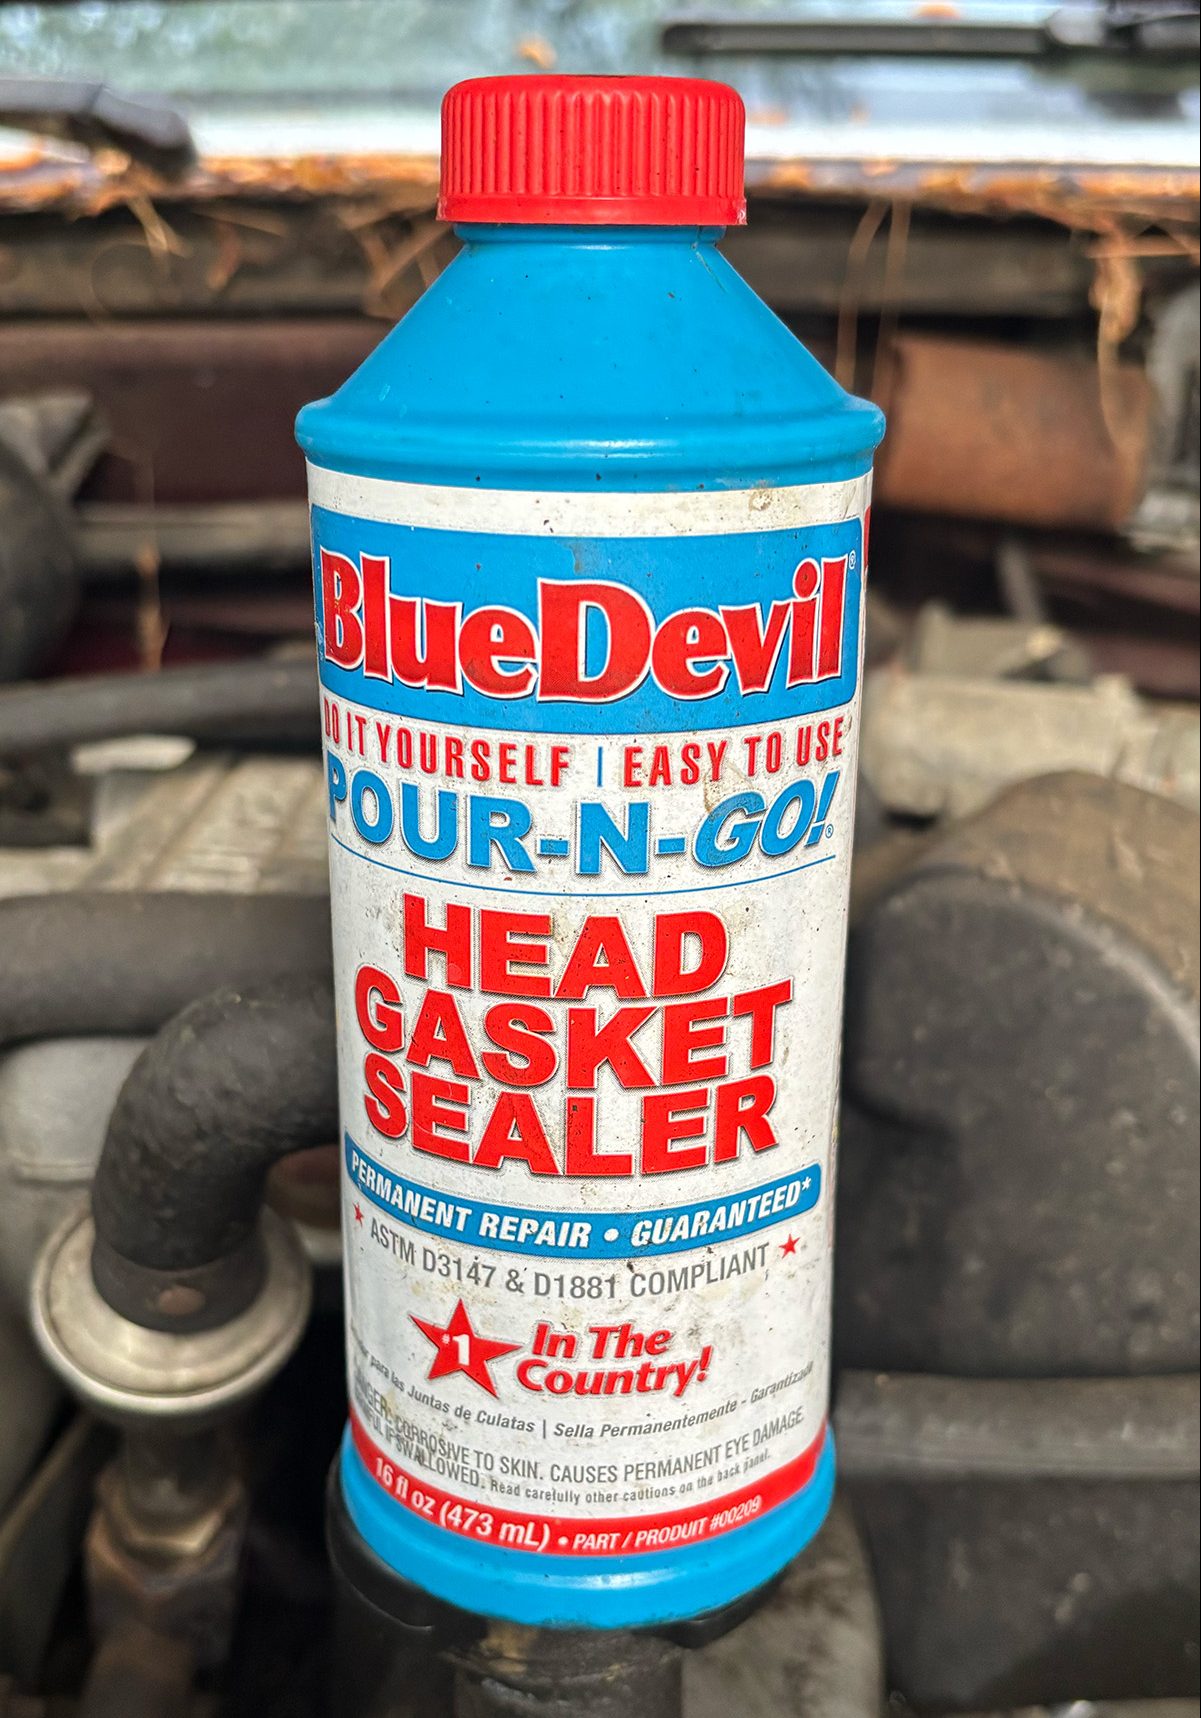 BlueDevil®
DO IT YOURSELF | EASY TO USE
POUR-N-GO!®
HEAD
GASKET
SEALER
PERMANENT REPAIR • GUARANTEED*
★ ASTM D3147 & D1881 COMPLIANT ★
#1 In The
Country!
para las Juntas de Culatas | Sella Permanentemente - Garantizada
CORROSIVE TO SKIN. CAUSES PERMANENT EYE DAMAGE.
IF SWALLOWED. Read carefully other cautions on the back panel.
16 fl oz (473 mL) • PART / PRODUIT #00209